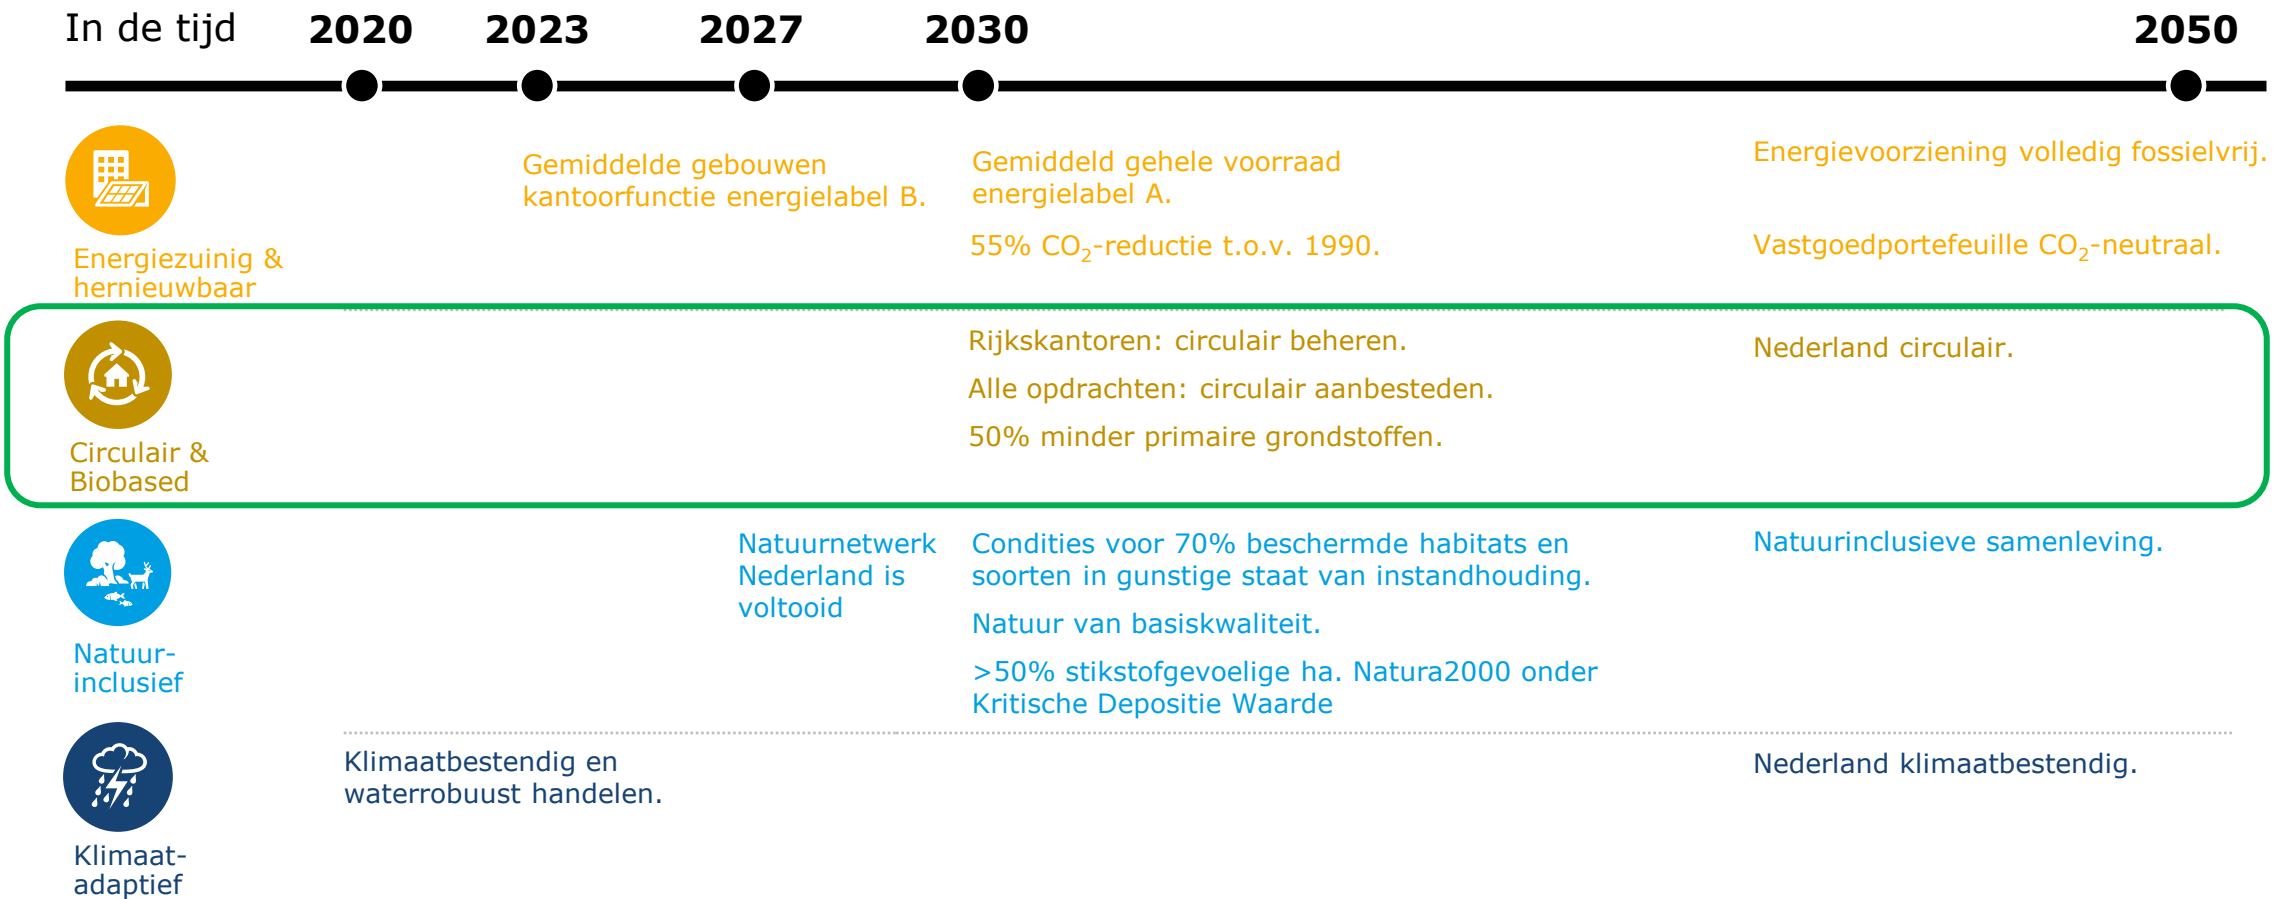 In de tijd 2020 2023 2027 2030 2050
Gemiddelde gebouwen
kantoorfunctie energielabel B.
Gemiddeld gehele voorraad
energielabel A.
55% CO₂-reductie t.o.v. 1990.
Energievoorziening volledig fossielvrij.
Vastgoedportefeuille CO₂-neutraal.
Energiezuinig &
hernieuwbaar
Rijkskantoren: circulair beheren.
Alle opdrachten: circulair aanbesteden.
50% minder primaire grondstoffen.
Nederland circulair.
Circulair &
Biobased
Natuurnetwerk
Nederland is
voltooid
Condities voor 70% beschermde habitats en
soorten in gunstige staat van instandhouding.
Natuur van basiskwaliteit.
>50% stikstofgevoelige ha. Natura2000 onder
Kritische Depositie Waarde
Natuurinclusieve samenleving.
Natuur-
inclusief
Klimaatbestendig en
waterrobuust handelen.
Nederland klimaatbestendig.
Klimaat-
adaptief